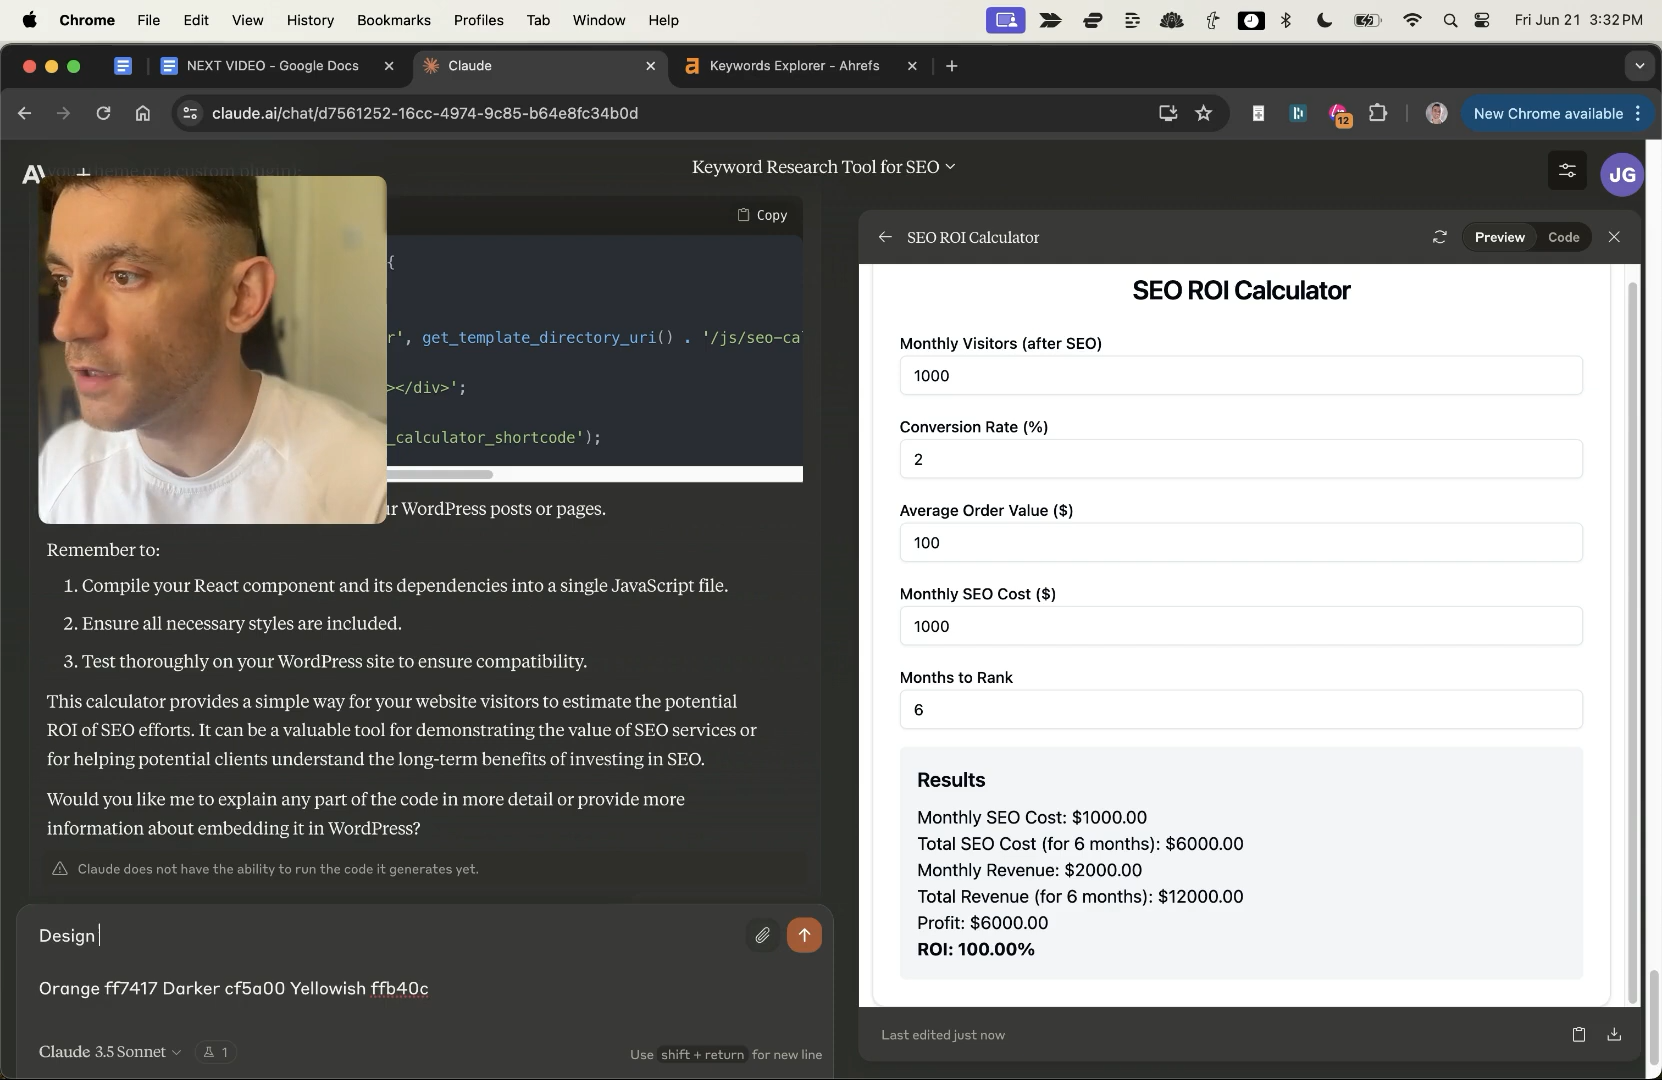 Chrome File Edit View History Bookmarks Profiles Tab Window Help Fri Jun 21 3:32 PM
NEXT VIDEO - Google Docs
Claude
Keywords Explorer - Ahrefs
claude.ai/chat/d7561252-16cc-4974-9c85-b64e8fc34b0d
12
New Chrome available
Keyword Research Tool for SEO
JG
your theme or a custom plugin):
Copy
{
r', get_template_directory_uri() . '/js/seo-ca
></div>';
_calculator_shortcode');
ur WordPress posts or pages.
Remember to:
1. Compile your React component and its dependencies into a single JavaScript file.
2. Ensure all necessary styles are included.
3. Test thoroughly on your WordPress site to ensure compatibility.
This calculator provides a simple way for your website visitors to estimate the potential
ROI of SEO efforts. It can be a valuable tool for demonstrating the value of SEO services or
for helping potential clients understand the long-term benefits of investing in SEO.
Would you like me to explain any part of the code in more detail or provide more
information about embedding it in WordPress?
Claude does not have the ability to run the code it generates yet.
Design
Orange ff7417 Darker cf5a00 Yellowish ffb40c
Claude 3.5 Sonnet
1
Use shift + return for new line
SEO ROI Calculator
Preview
Code
SEO ROI Calculator
Monthly Visitors (after SEO)
1000
Conversion Rate (%)
2
Average Order Value ($)
100
Monthly SEO Cost ($)
1000
Months to Rank
6
Results
Monthly SEO Cost: $1000.00
Total SEO Cost (for 6 months): $6000.00
Monthly Revenue: $2000.00
Total Revenue (for 6 months): $12000.00
Profit: $6000.00
ROI: 100.00%
Last edited just now